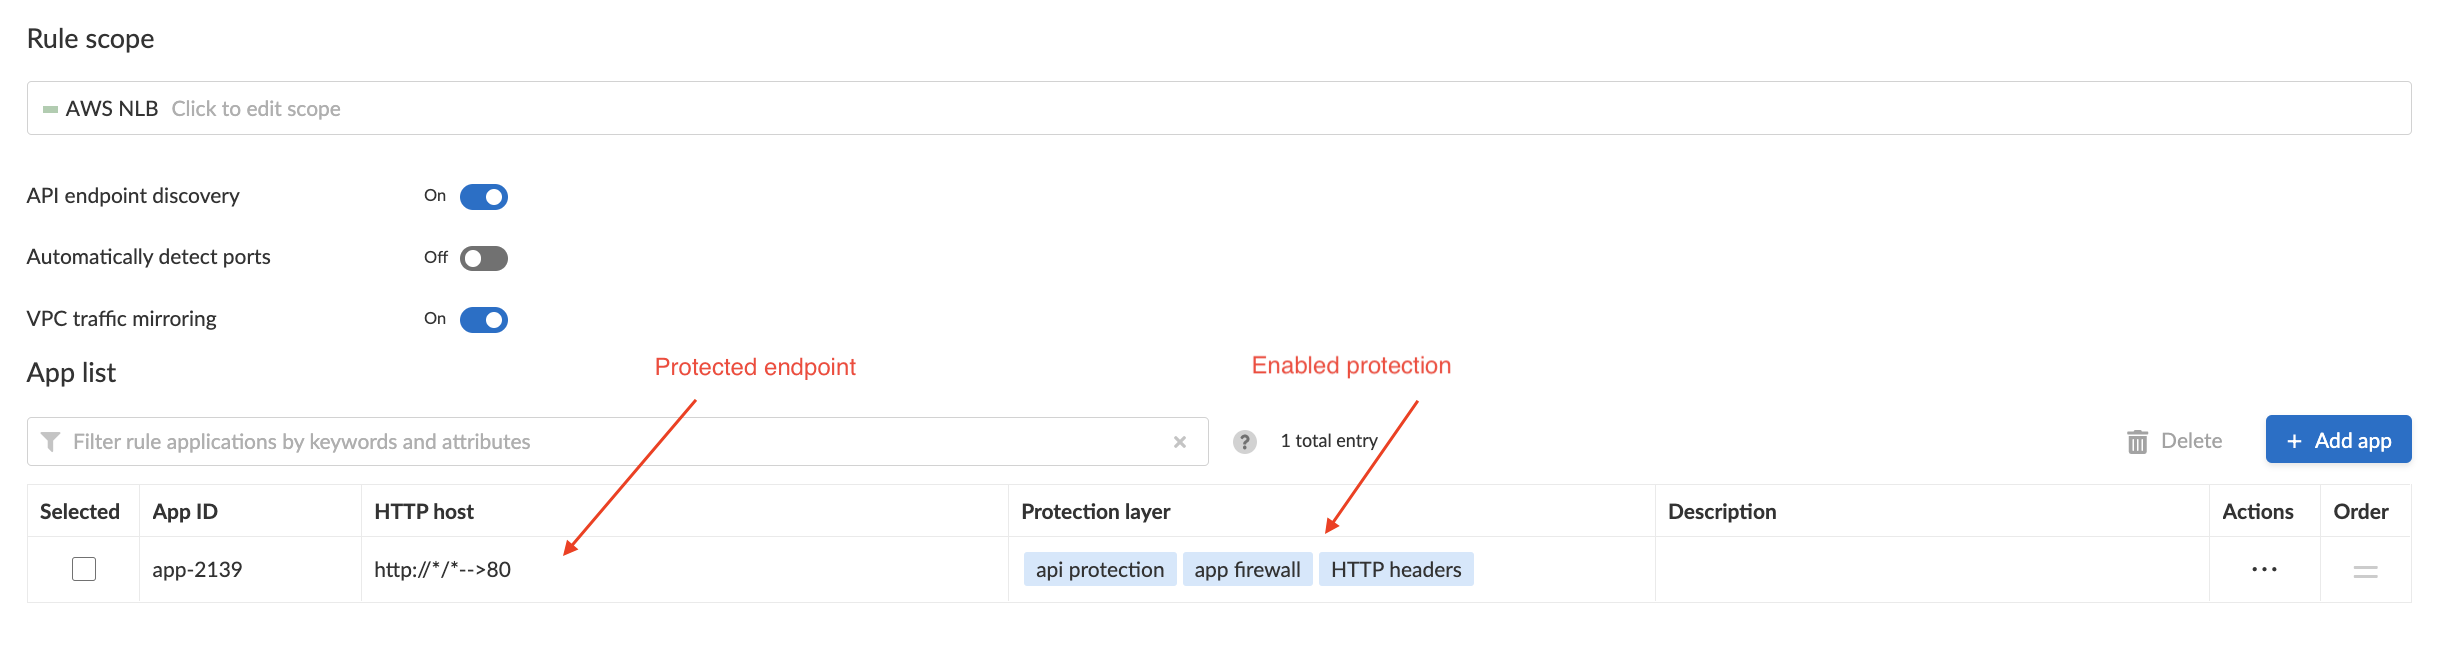 Rule scope
AWS NLB Click to edit scope
API endpoint discovery On
Automatically detect ports Off
VPC traffic mirroring On
Protected endpoint Enabled protection
App list
Filter rule applications by keywords and attributes × ? 1 total entry Delete + Add app
Selected App ID HTTP host Protection layer Description Actions Order
app-2139 http://*/*-->80 api protection app firewall HTTP headers